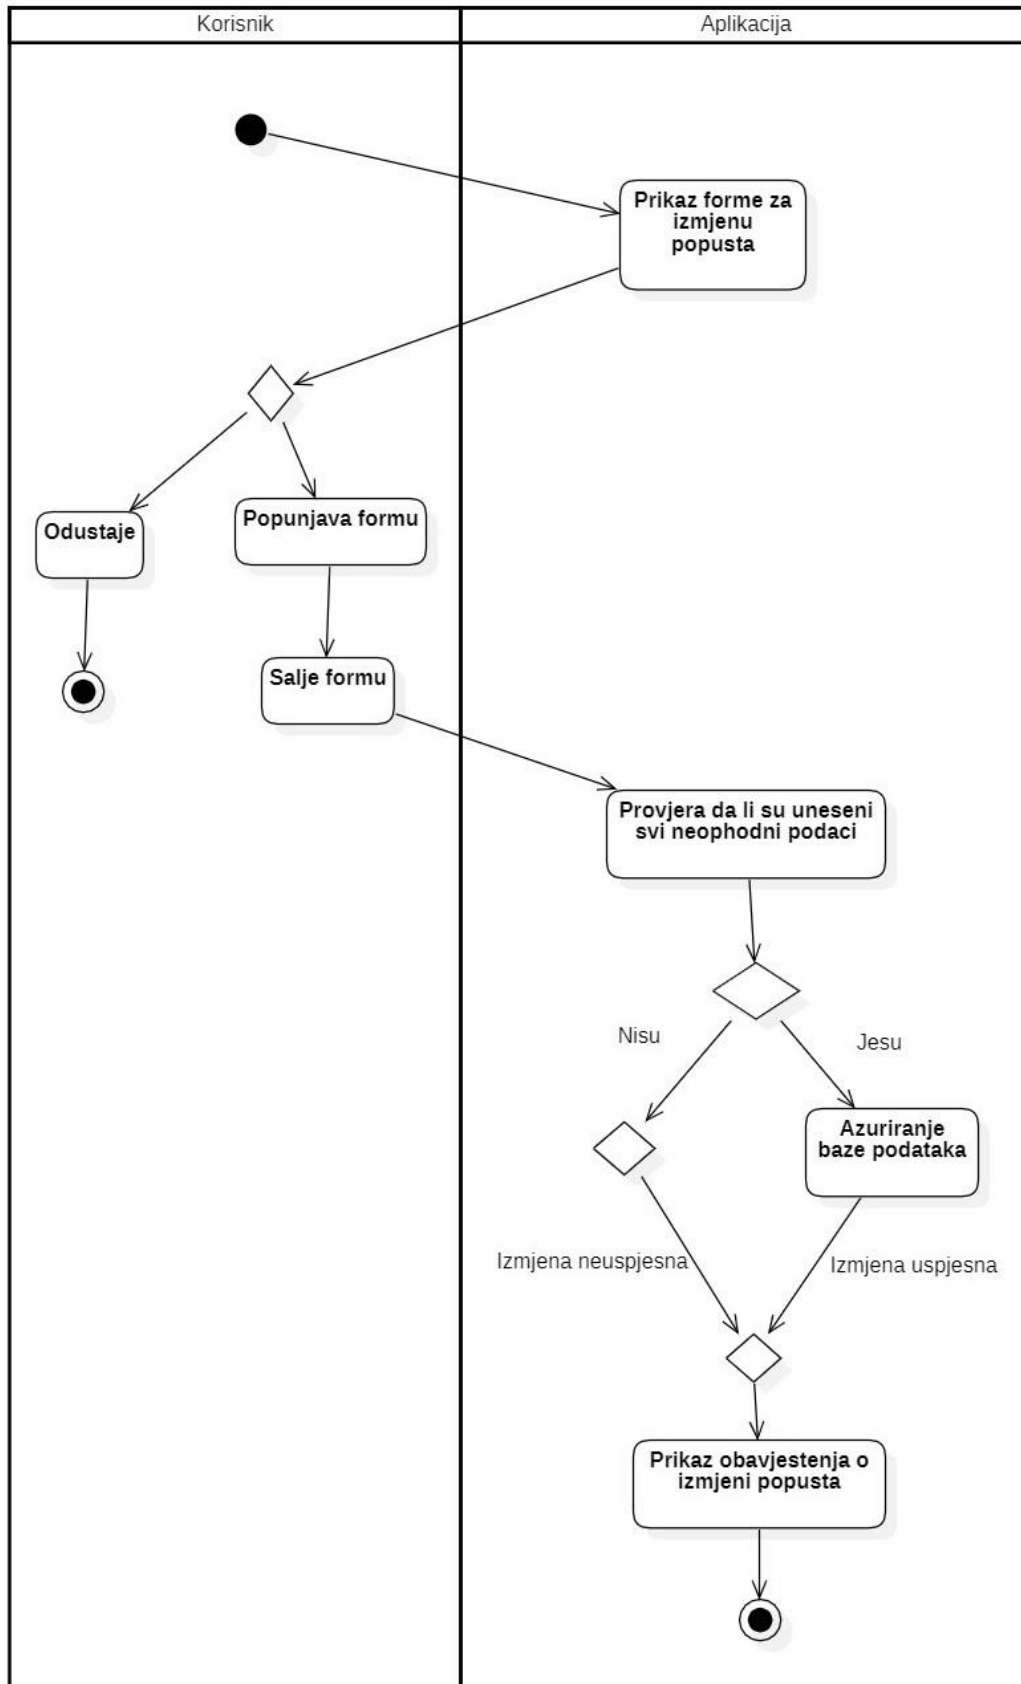 Korisnik
Aplikacija
Prikaz forme za
izmjenu
popusta
Odustaje
Popunjava formu
Salje formu
Provjera da li su uneseni
svi neophodni podaci
Nisu
Jesu
Azuriranje
baze podataka
Izmjena neuspjesna
Izmjena uspjesna
Prikaz obavjestenja o
izmjeni popusta